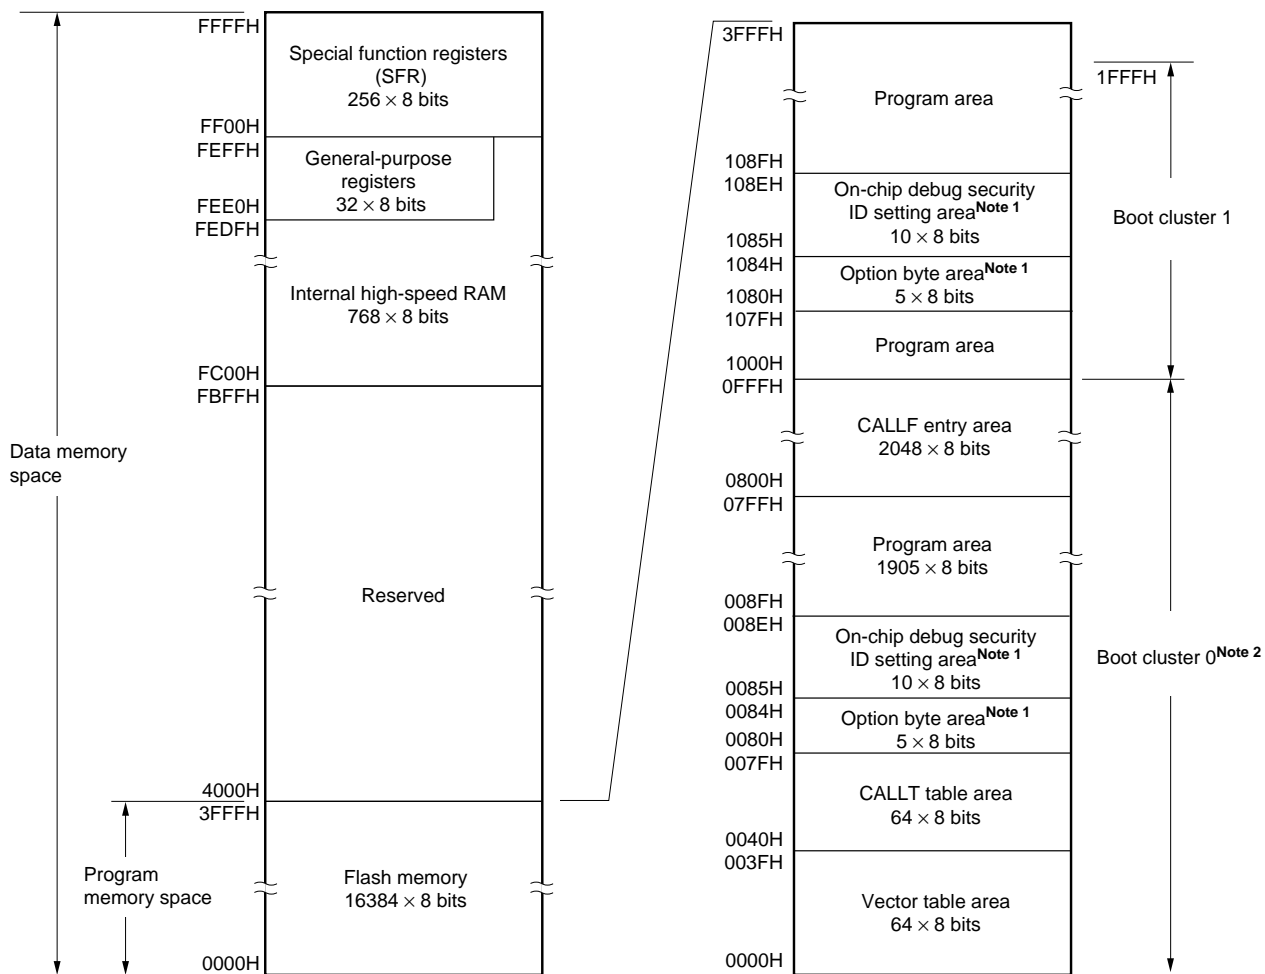 FFFFH
Special function registers
(SFR)
256 × 8 bits
FF00H
FEFFH
General-purpose
registers
32 × 8 bits
FEE0H
FEDFH
Internal high-speed RAM
768 × 8 bits
FC00H
FBFFH
Data memory
space
Reserved
4000H
3FFFH
Program
memory space
Flash memory
16384 × 8 bits
0000H
3FFFH
1FFFH
Program area
108FH
108EH
On-chip debug security
ID setting areaNote 1
10 × 8 bits
Boot cluster 1
1085H
1084H
Option byte areaNote 1
5 × 8 bits
1080H
107FH
Program area
1000H
0FFFH
CALLF entry area
2048 × 8 bits
0800H
07FFH
Program area
1905 × 8 bits
008FH
008EH
On-chip debug security
ID setting areaNote 1
10 × 8 bits
Boot cluster 0Note 2
0085H
0084H
Option byte areaNote 1
5 × 8 bits
0080H
007FH
CALLT table area
64 × 8 bits
0040H
003FH
Vector table area
64 × 8 bits
0000H